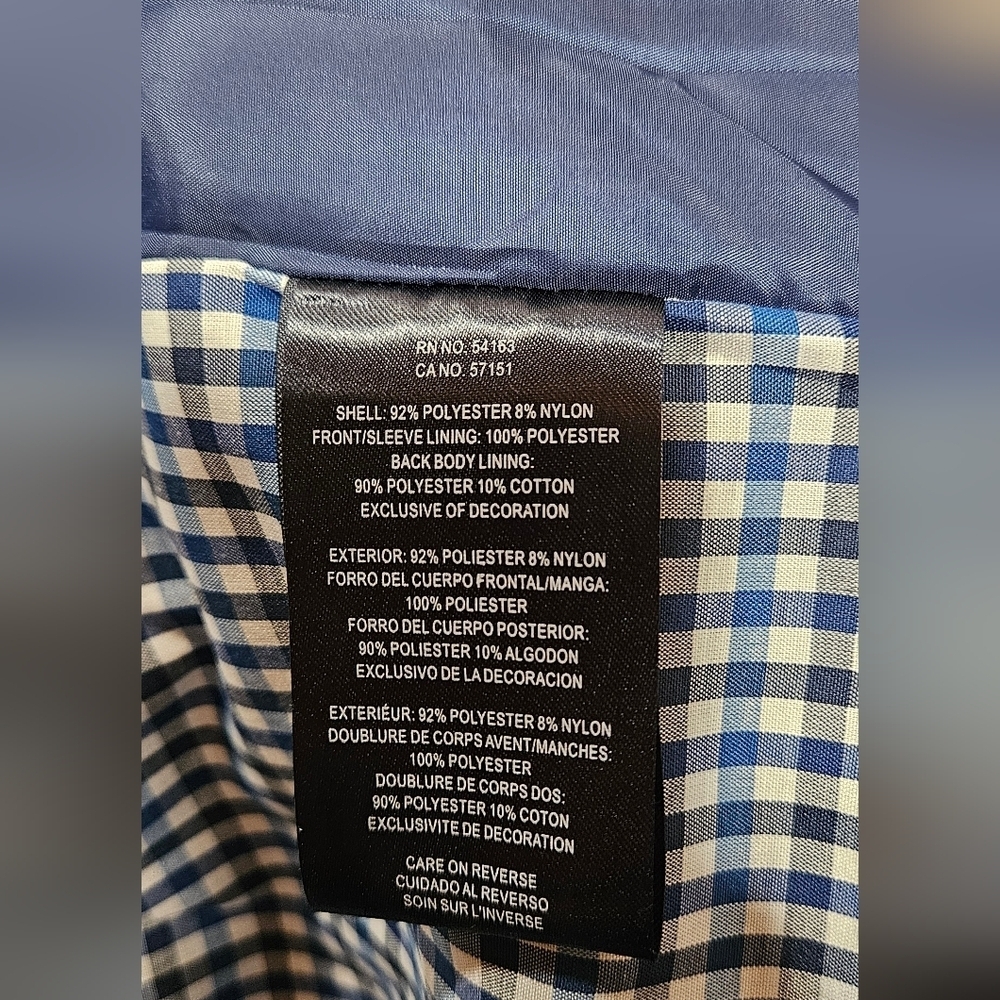 RN NO. 54163
CA NO. 57151
SHELL: 92% POLYESTER 8% NYLON
FRONT/SLEEVE LINING: 100% POLYESTER
BACK BODY LINING:
90% POLYESTER 10% COTTON
EXCLUSIVE OF DECORATION
EXTERIOR: 92% POLIESTER 8% NYLON
FORRO DEL CUERPO FRONTAL/MANGA:
100% POLIESTER
FORRO DEL CUERPO POSTERIOR:
90% POLIESTER 10% ALGODON
EXCLUSIVO DE LA DECORACION
EXTERIÉUR: 92% POLYESTER 8% NYLON
DOUBLURE DE CORPS AVENT/MANCHES:
100% POLYESTER
DOUBLURE DE CORPS DOS:
90% POLYESTER 10% COTON
EXCLUSIVITE DE DECORATION
CARE ON REVERSE
CUIDADO AL REVERSO
SOIN SUR L'INVERSE